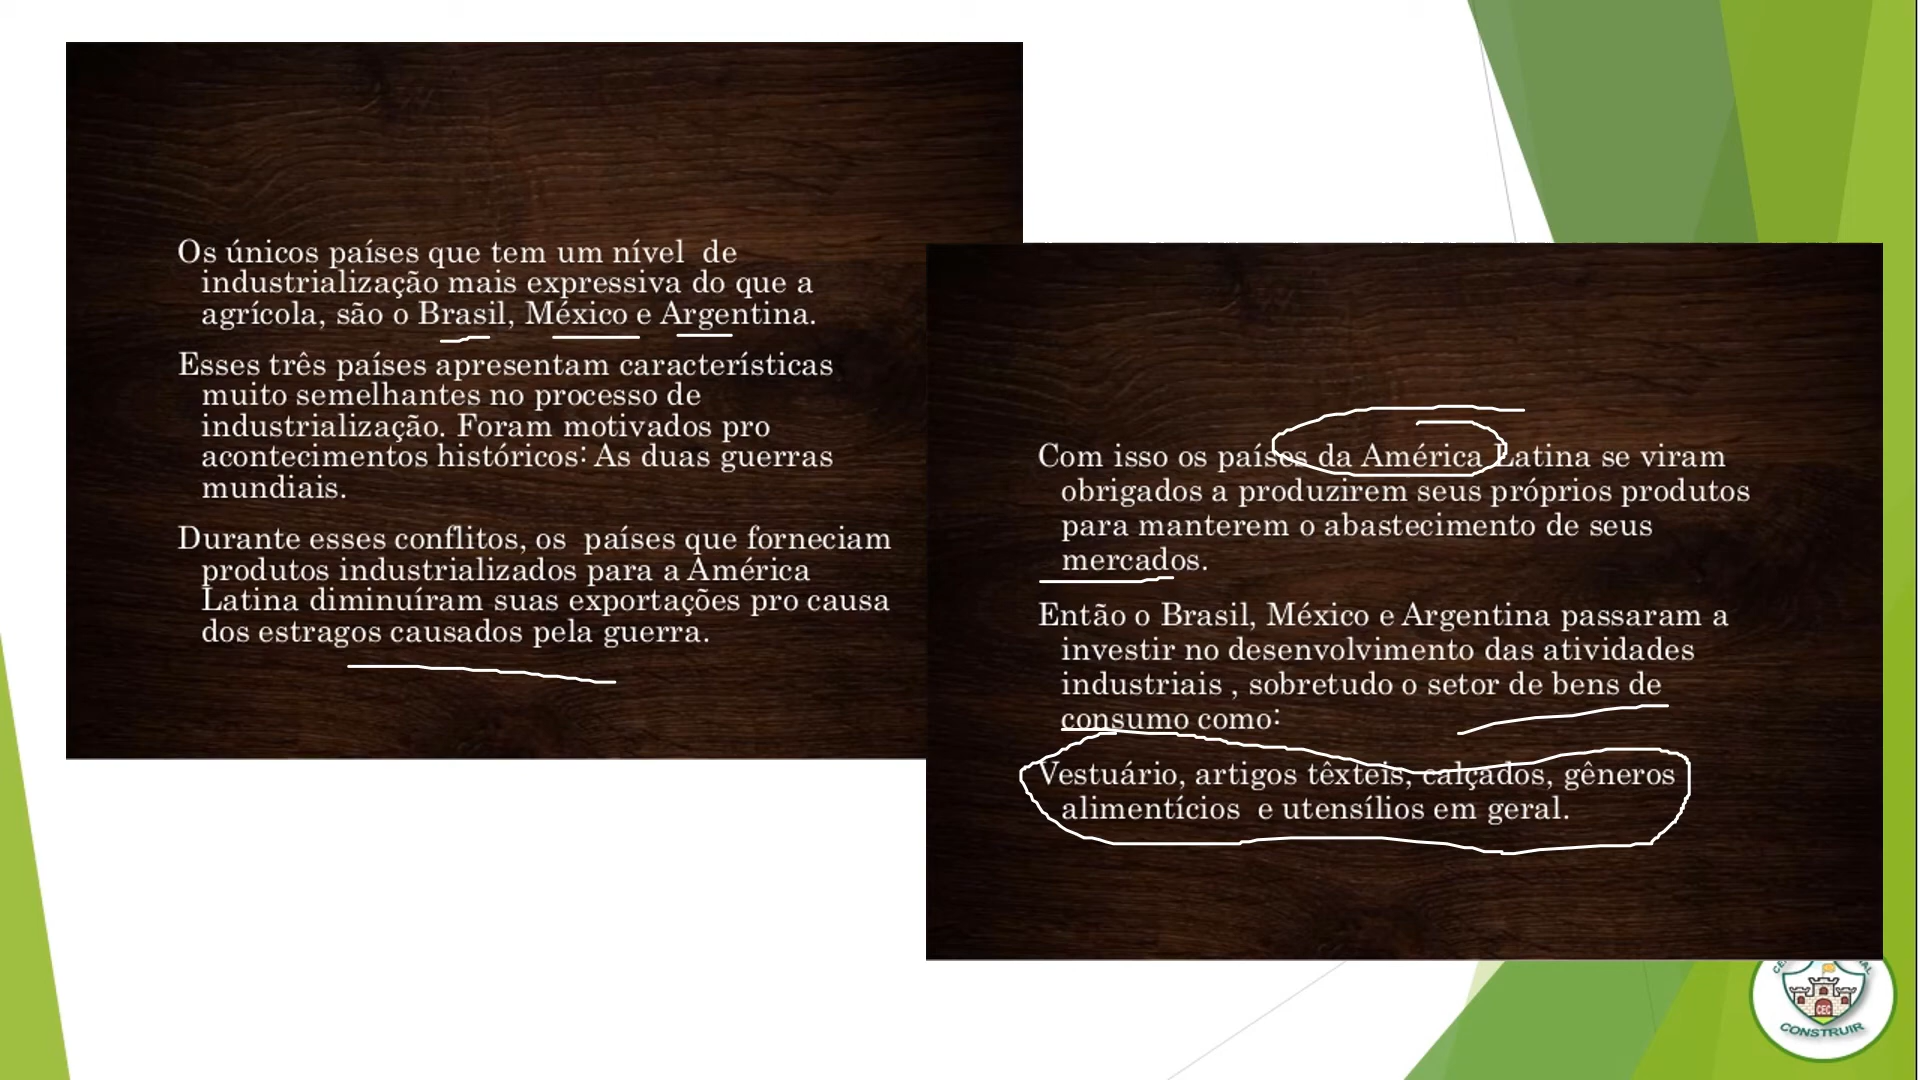 Os únicos países que tem um nível de
industrialização mais expressiva do que a
agrícola, são o Brasil, México e Argentina.
Esses três países apresentam características
muito semelhantes no processo de
industrialização. Foram motivados pro
acontecimentos históricos: As duas guerras
mundiais.
Durante esses conflitos, os países que forneciam
produtos industrializados para a América
Latina diminuíram suas exportações pro causa
dos estragos causados pela guerra.
Com isso os países da América Latina se viram
obrigados a produzirem seus próprios produtos
para manterem o abastecimento de seus
mercados.
Então o Brasil, México e Argentina passaram a
investir no desenvolvimento das atividades
industriais , sobretudo o setor de bens de
consumo como:
Vestuário, artigos têxteis, calçados, gêneros
alimentícios e utensílios em geral.
CEC
CONSTRUIR